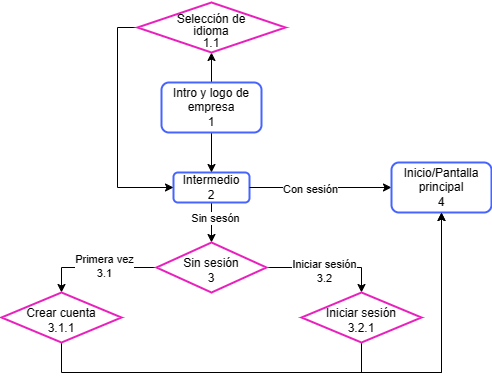 Selección de
idioma
1.1
Intro y logo de
empresa
1
Intermedio
2
Con sesión
Inicio/Pantalla
principal
4
Sin sesón
Sin sesión
3
Primera vez
3.1
Iniciar sesión
3.2
Crear cuenta
3.1.1
Iniciar sesión
3.2.1